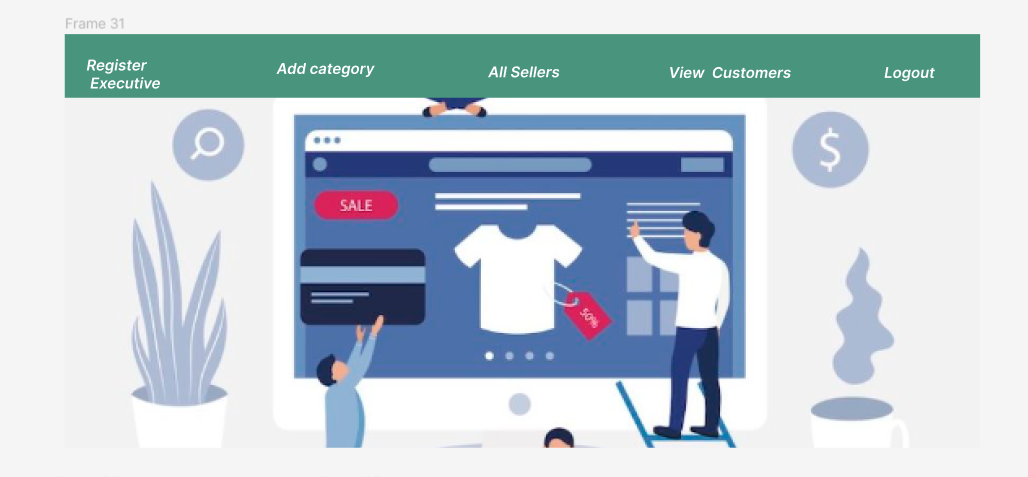 Frame 31
Register
Executive
Add category
All Sellers
View  Customers
Logout
$
SALE
50%